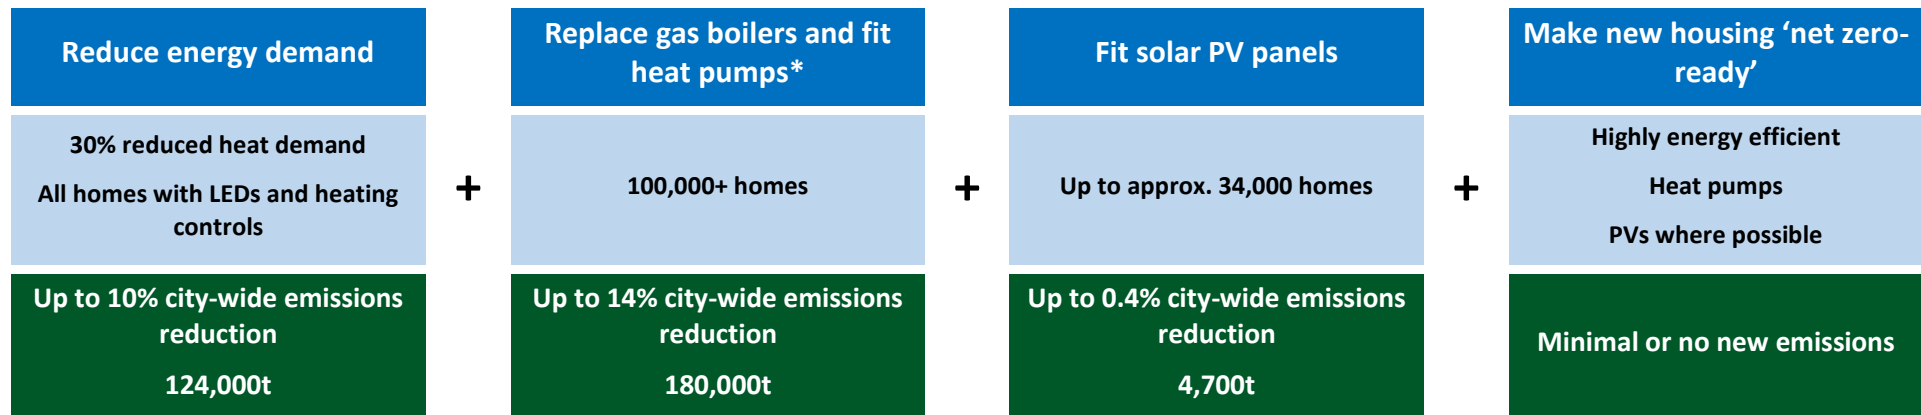 Reduce energy demand
30% reduced heat demand
All homes with LEDs and heating
controls
Up to 10% city-wide emissions
reduction
124,000t
+
Replace gas boilers and fit
heat pumps*
100,000+ homes
Up to 14% city-wide emissions
reduction
180,000t
+
Fit solar PV panels
Up to approx. 34,000 homes
Up to 0.4% city-wide emissions
reduction
4,700t
+
Make new housing ‘net zero-
ready’
Highly energy efficient
Heat pumps
PVs where possible
Minimal or no new emissions